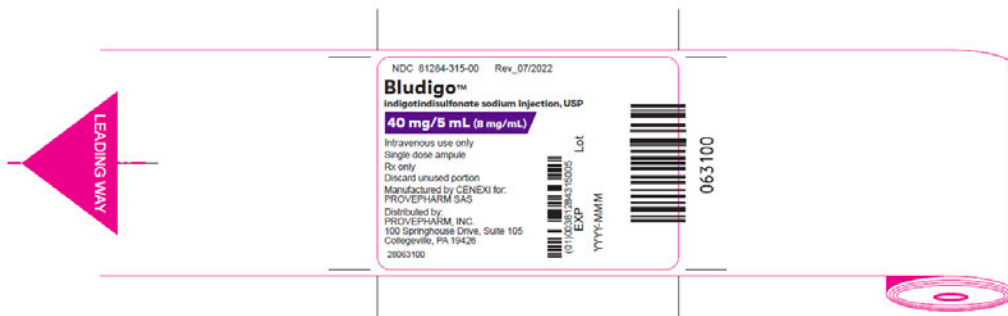 LEADING WAY
NDC 81284-315-00 Rev_07/2022
Bludigo™
indigotindisulfonate sodium Injection, USP
40 mg/5 mL (8 mg/mL)
Intravenous use only
Single dose ampule
Rx only
Discard unused portion
Manufactured by CENEXI for:
PROVEPHARM SAS
Distributed by:
PROVEPHARM, INC.
100 Springhouse Drive, Suite 105
Collegeville, PA 19426
28063100
(01)00381284315005
EXP
Lot
YYYY-MMM
063100